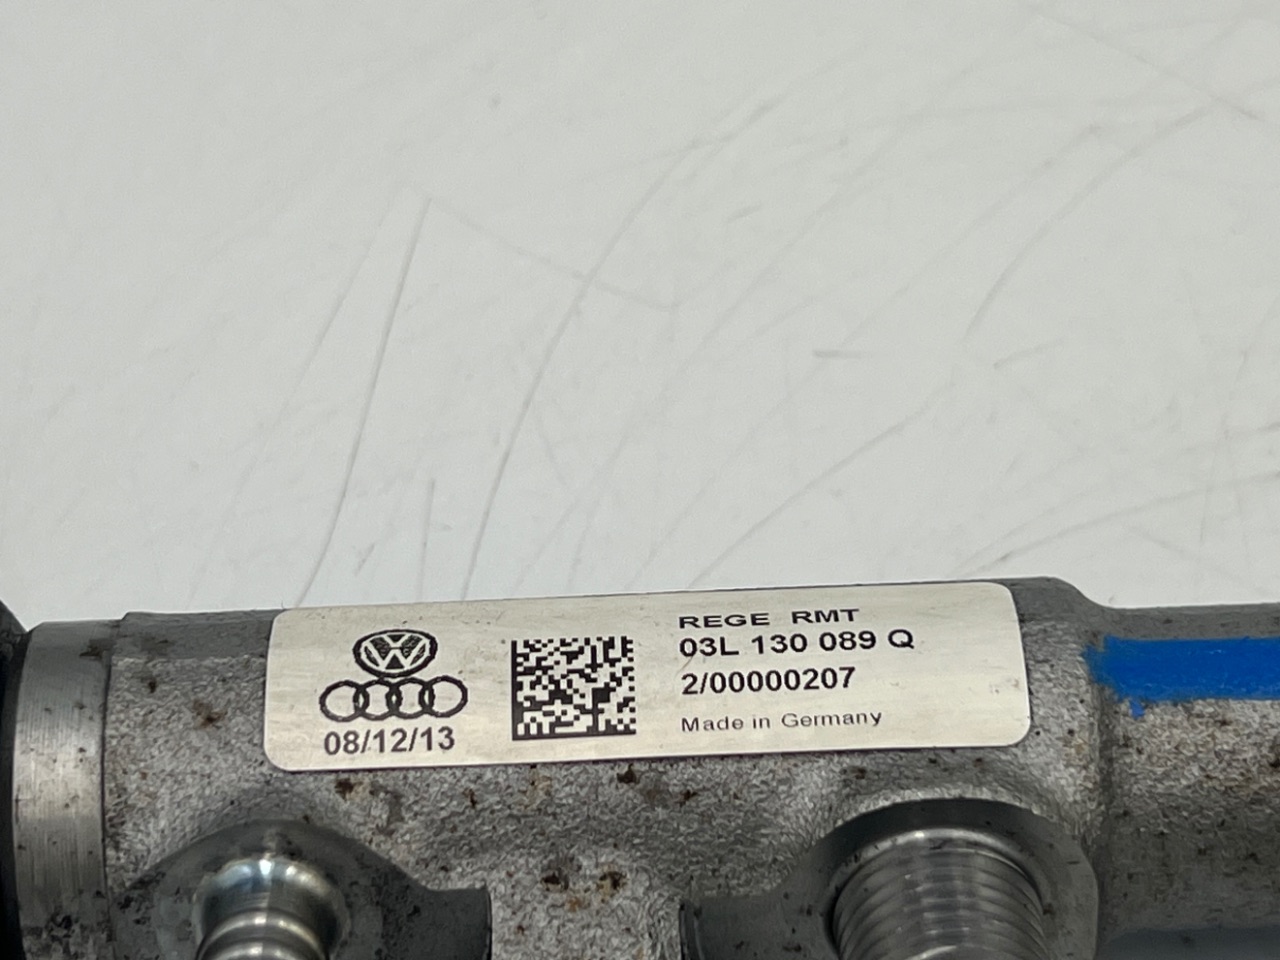 08/12/13
REGE RMT
03L 130 089 Q
2/00000207
Made in Germany